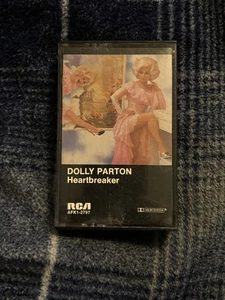 DOLLY PARTON
Heartbreaker
RCA
AFK1-2797